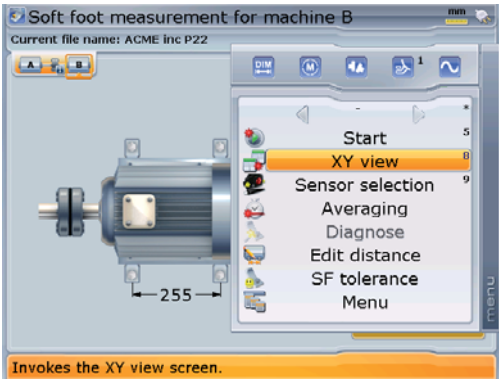 Soft foot measurement for machine B
mm
Current file name: ACME inc P22
A
B
DIM
M
1
-
*
Start
5
XY view
8
Sensor selection
9
Averaging
Diagnose
Edit distance
SF tolerance
Menu
menu
255
Invokes the XY view screen.